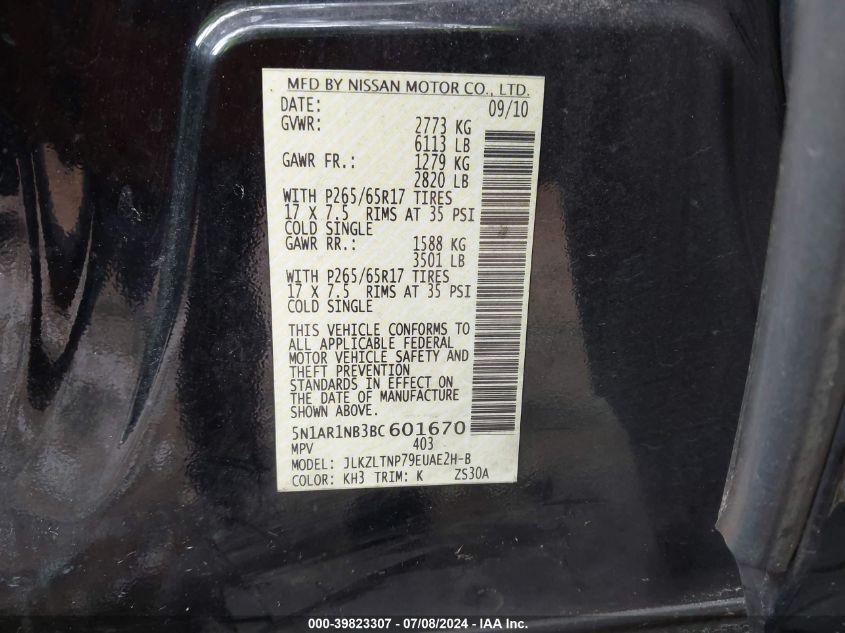 MFD BY NISSAN MOTOR CO., LTD.
DATE: 09/10
GVWR: 2773 KG
6113 LB
GAWR FR.: 1279 KG
2820 LB
WITH P265/65R17 TIRES
17 X 7.5 RIMS AT 35 PSI
COLD SINGLE
GAWR RR.: 1588 KG
3501 LB
WITH P265/65R17 TIRES
17 X 7.5 RIMS AT 35 PSI
COLD SINGLE
THIS VEHICLE CONFORMS TO
ALL APPLICABLE FEDERAL
MOTOR VEHICLE SAFETY AND
THEFT PREVENTION
STANDARDS IN EFFECT ON
THE DATE OF MANUFACTURE
SHOWN ABOVE.
5N1AR1NB3BC601670
MPV 403
MODEL: JLKZLTNP79EUAE2H-B
COLOR: KH3 TRIM: K ZS30A
000-39823307 - 07/08/2024 - IAA Inc.